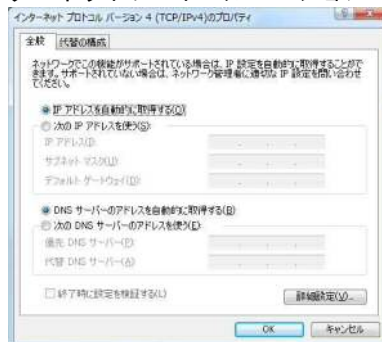 インターネット プロトコル バージョン 4 (TCP/IPv4)のプロパティ
全般
代替の構成
ネットワークでこの機能がサポートされている場合は、IP 設定を自動的に取得することがで
きます。サポートされていない場合は、ネットワーク管理者に適切な IP 設定を問い合わせ
てください。
IP アドレスを自動的に取得する(O)
次の IP アドレスを使う(S):
IP アドレス(I):
サブネット マスク(U):
デフォルト ゲートウェイ(D):
DNS サーバーのアドレスを自動的に取得する(B)
次の DNS サーバーのアドレスを使う(E):
優先 DNS サーバー(P):
代替 DNS サーバー(A):
終了時に設定を検証する(L)
詳細設定(V)...
OK
キャンセル